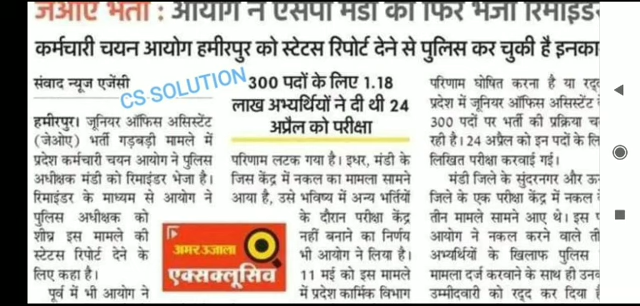 जेओए भर्ती : आयोग ने एसपी मंडी को फिर भेजा रिमाइंडर
कर्मचारी चयन आयोग हमीरपुर को स्टेटस रिपोर्ट देने से पुलिस कर चुकी है इनका
संवाद न्यूज एजेंसी
CS SOLUTION
हमीरपुर। जूनियर ऑफिस असिस्टेंट
(जेओए) भर्ती गड़बड़ी मामले में
प्रदेश कर्मचारी चयन आयोग ने पुलिस
अधीक्षक मंडी को रिमाइंडर भेजा है।
रिमाइंडर के माध्यम से आयोग ने
पुलिस अधीक्षक को
शीघ्र इस मामले की
स्टेटस रिपोर्ट देने के
लिए कहा है।
पूर्व में भी आयोग ने
300 पदों के लिए 1.18
लाख अभ्यर्थियों ने दी थी 24
अप्रैल को परीक्षा
परिणाम लटक गया है। इधर, मंडी के
जिस केंद्र में नकल का मामला सामने
आया है, उसे भविष्य में अन्य भर्तियों
के दौरान परीक्षा केंद्र
नहीं बनाने का निर्णय
भी आयोग ने लिया है।
11 मई को इस मामले
में प्रदेश कार्मिक विभाग
अमर उजाला
एक्सक्लूसिव
परिणाम घोषित करना है या रद्द
प्रदेश में जूनियर ऑफिस असिस्टेंट
300 पदों पर भर्ती की प्रक्रिया च
रही है। 24 अप्रैल को इन पदों के लि
लिखित परीक्षा करवाई गई।
मंडी जिले के सुंदरनगर और ऊन
जिले के एक परीक्षा केंद्र में नकल
तीन मामले सामने आए थे। इस प
आयोग ने नकल करने वाले ती
अभ्यर्थियों के खिलाफ पुलिस
मामला दर्ज करवाने के साथ ही उनक
उम्मीदवारी को रद्द कर दिया